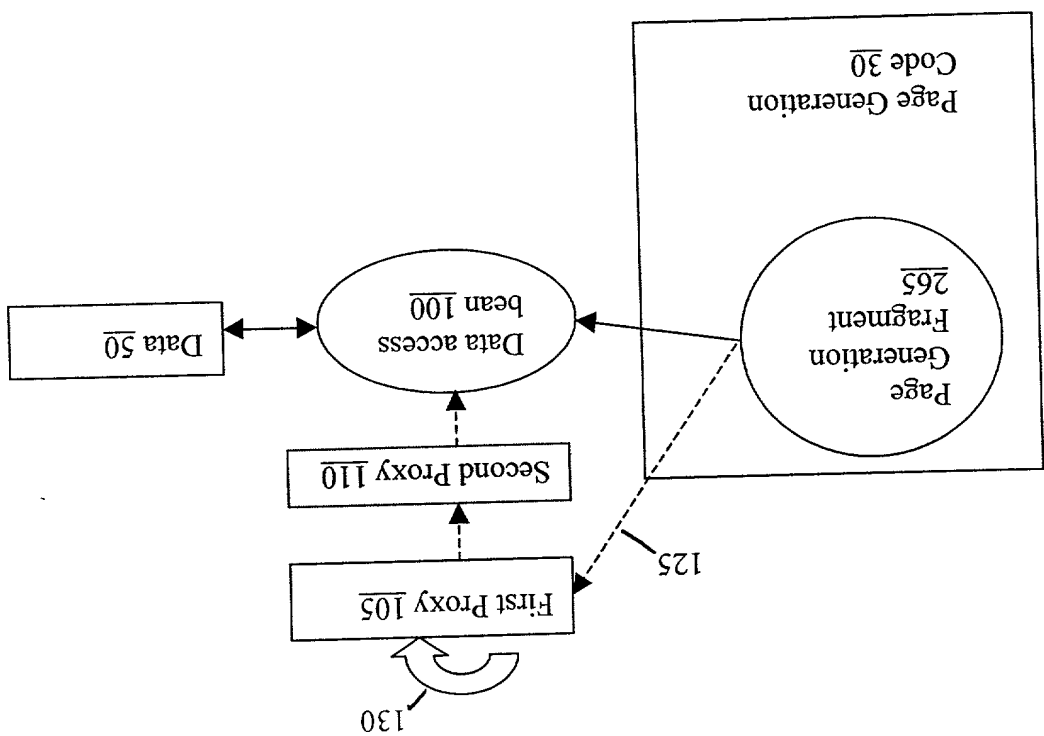 130
First Proxy 105
125
Second Proxy 110
Page
Generation
Fragment
265
Data access
bean 100
Data 50
Page Generation
Code 30